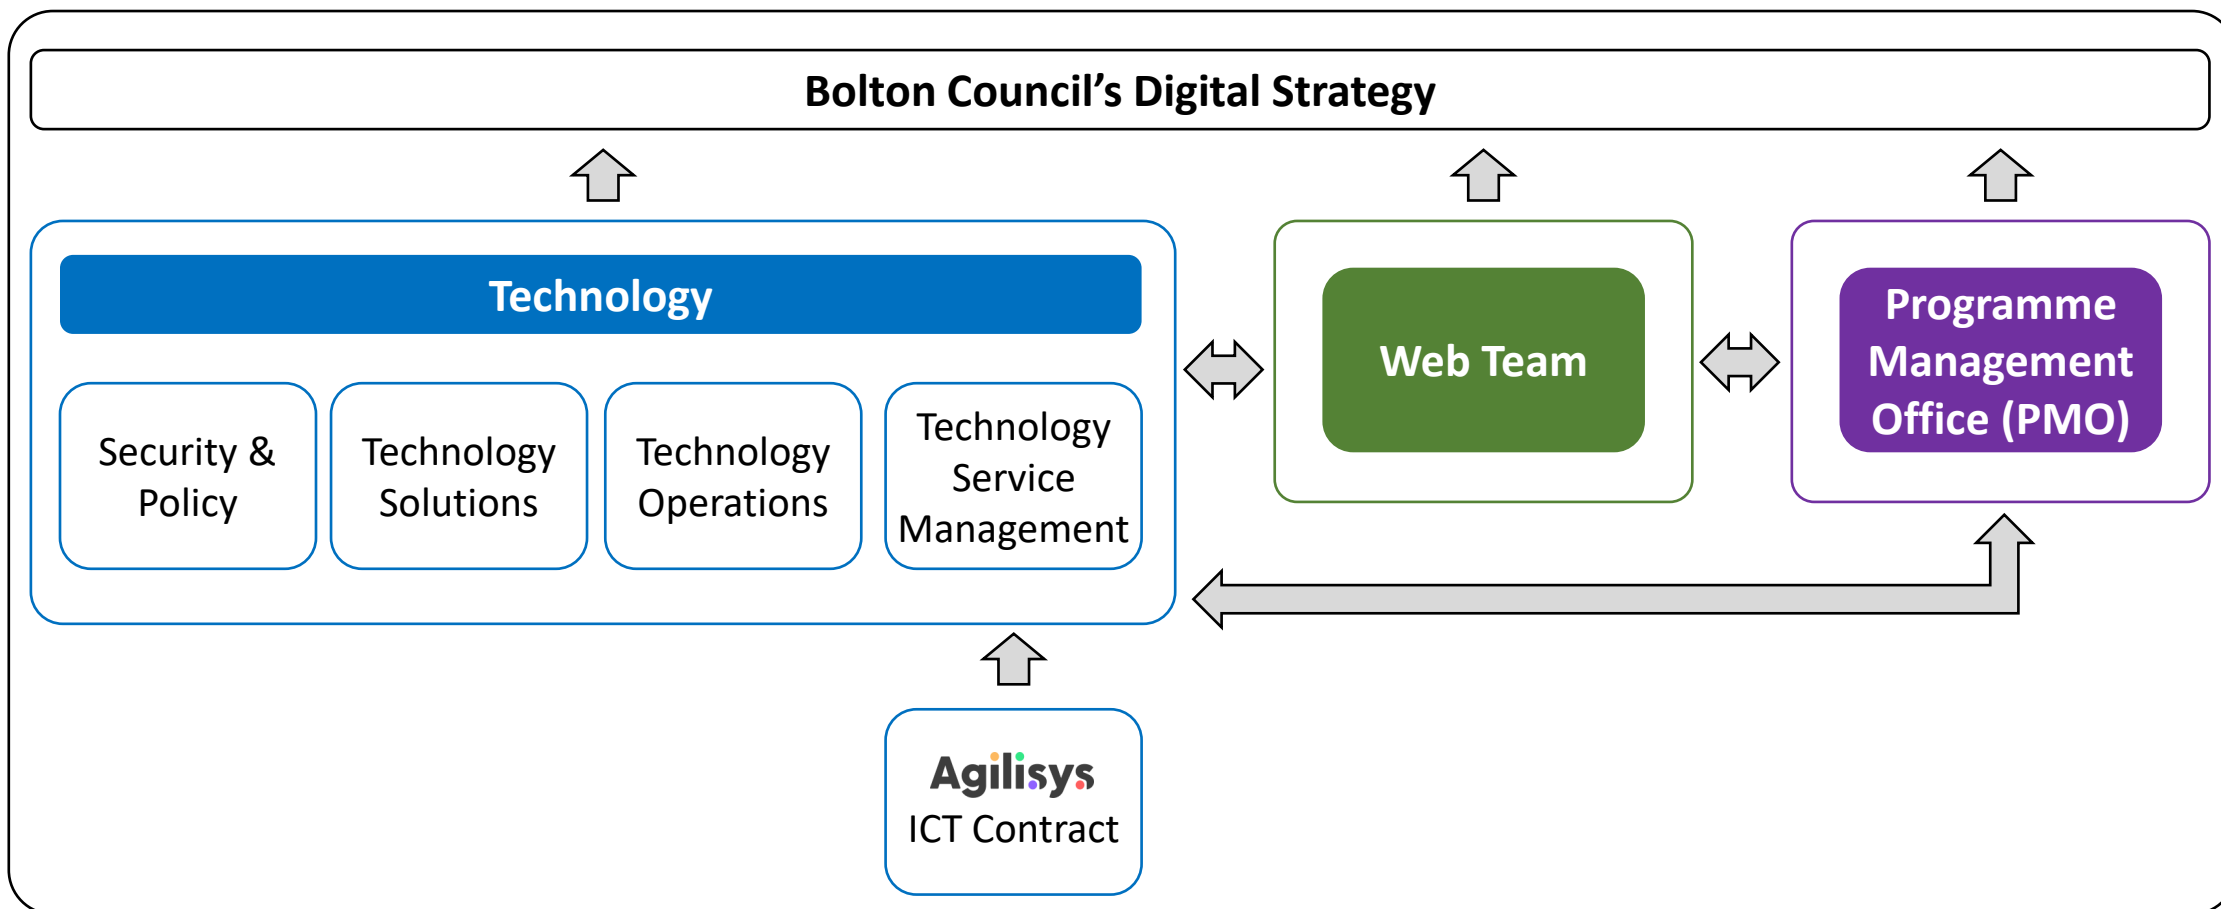 Bolton Council’s Digital Strategy
Technology
Security &
Policy
Technology
Solutions
Technology
Operations
Technology
Service
Management
Web Team
Programme
Management
Office (PMO)
Agilisys
ICT Contract